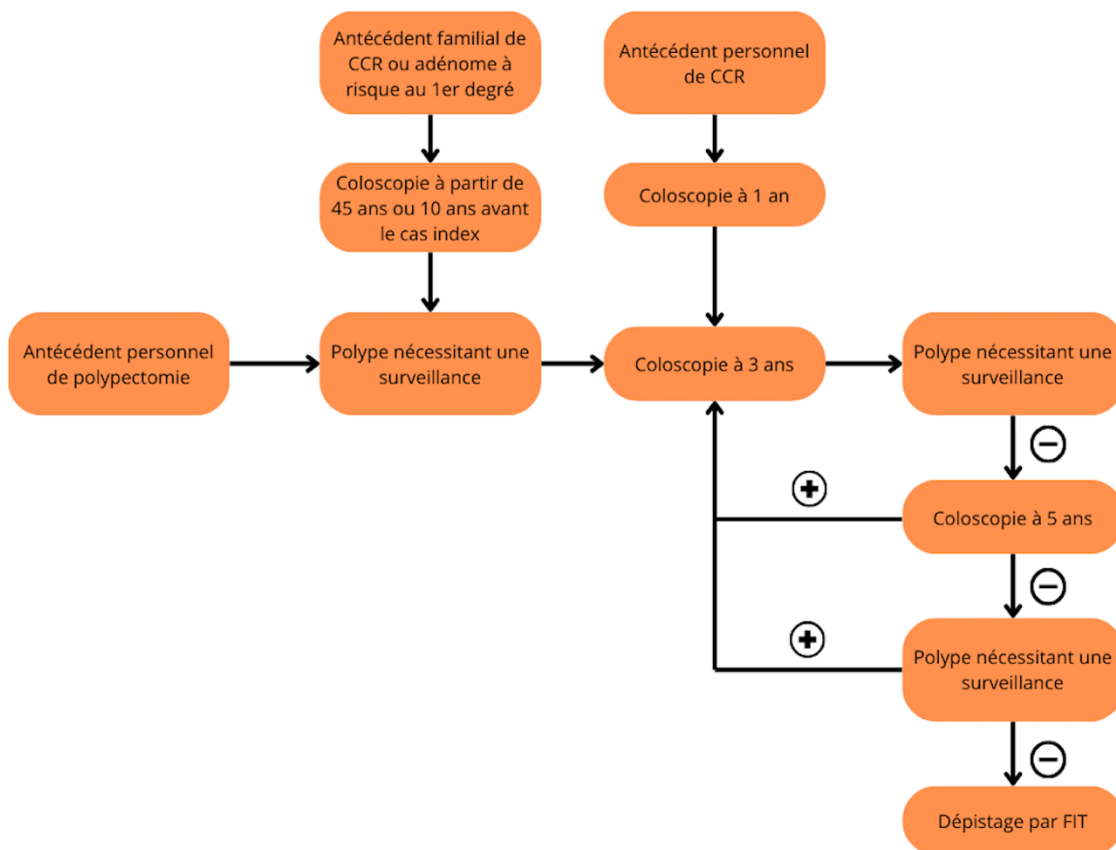 Antécédent familial de
CCR ou adénome à
risque au 1er degré
Antécédent personnel
de CCR
Coloscopie à partir de
45 ans ou 10 ans avant
le cas index
Coloscopie à 1 an
Antécédent personnel
de polypectomie
Polype nécessitant une
surveillance
Coloscopie à 3 ans
Polype nécessitant une
surveillance
Coloscopie à 5 ans
Polype nécessitant une
surveillance
Dépistage par FIT